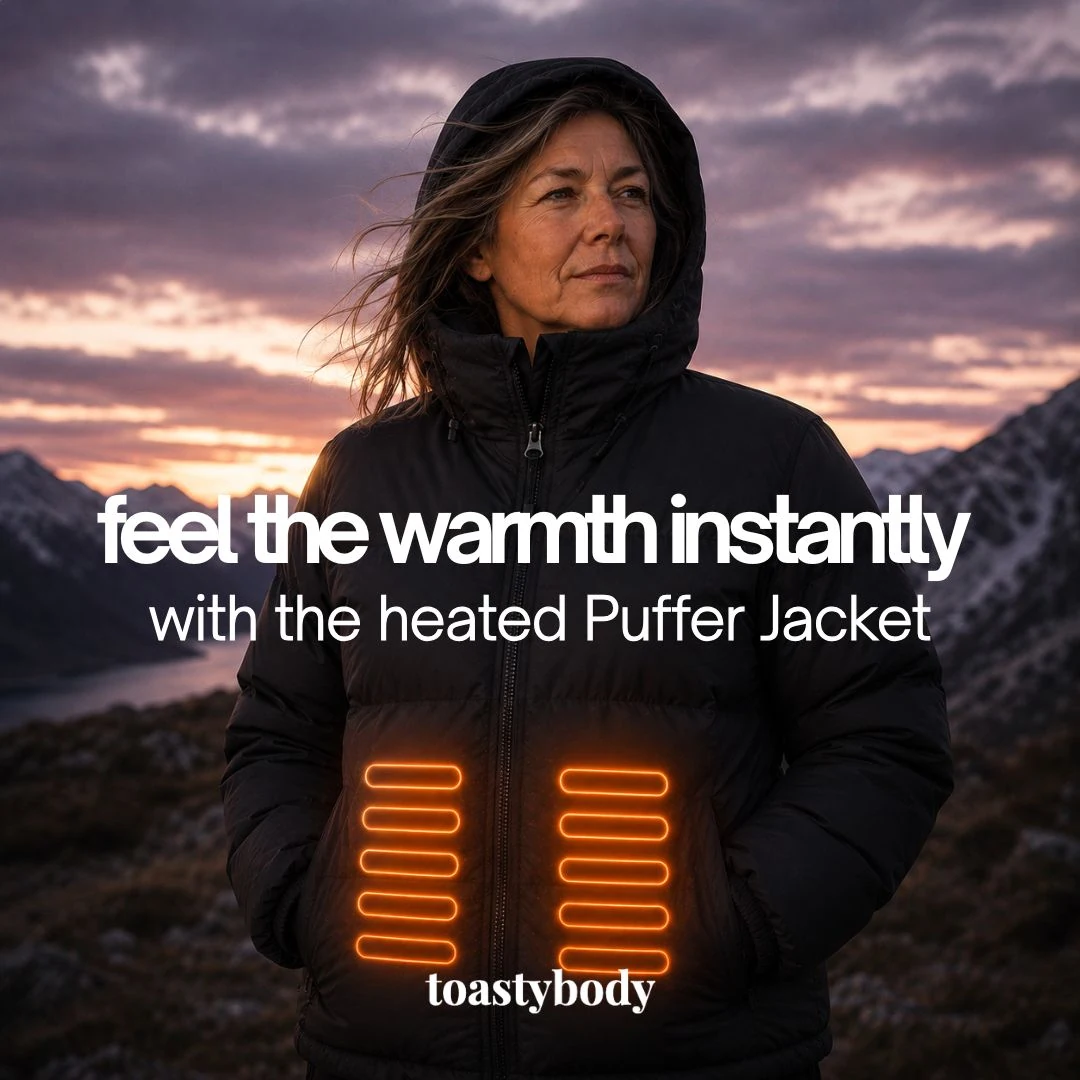 feel the warmth instantly
with the heated Puffer Jacket
toastybody